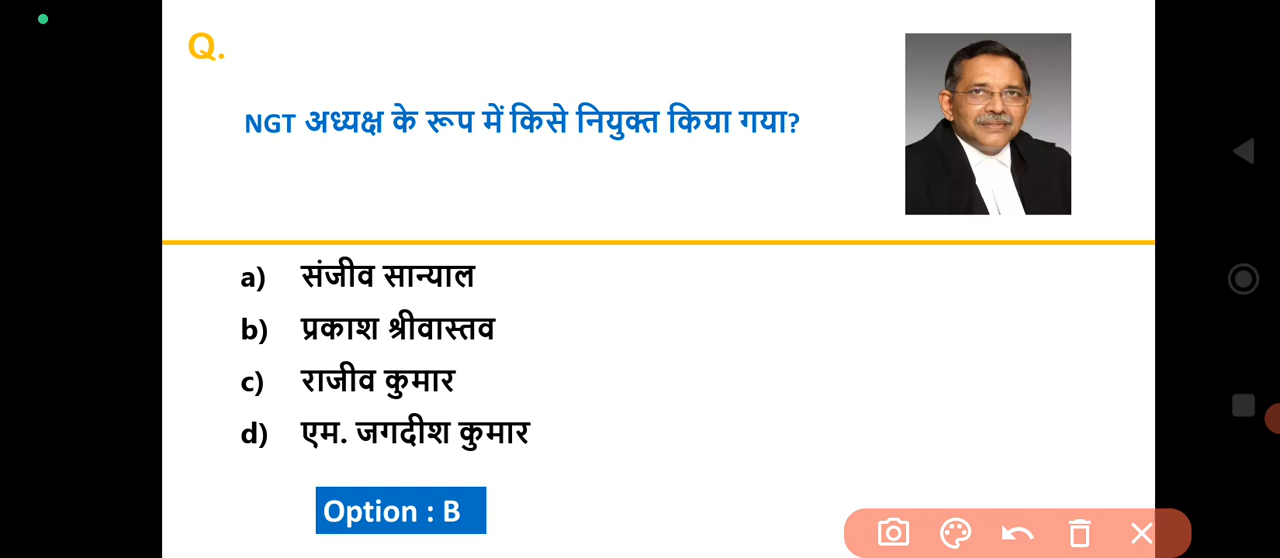 Q.
NGT अध्यक्ष के रूप में किसे नियुक्त किया गया?
a) संजीव सान्याल
b) प्रकाश श्रीवास्तव
c) राजीव कुमार
d) एम. जगदीश कुमार
Option : B